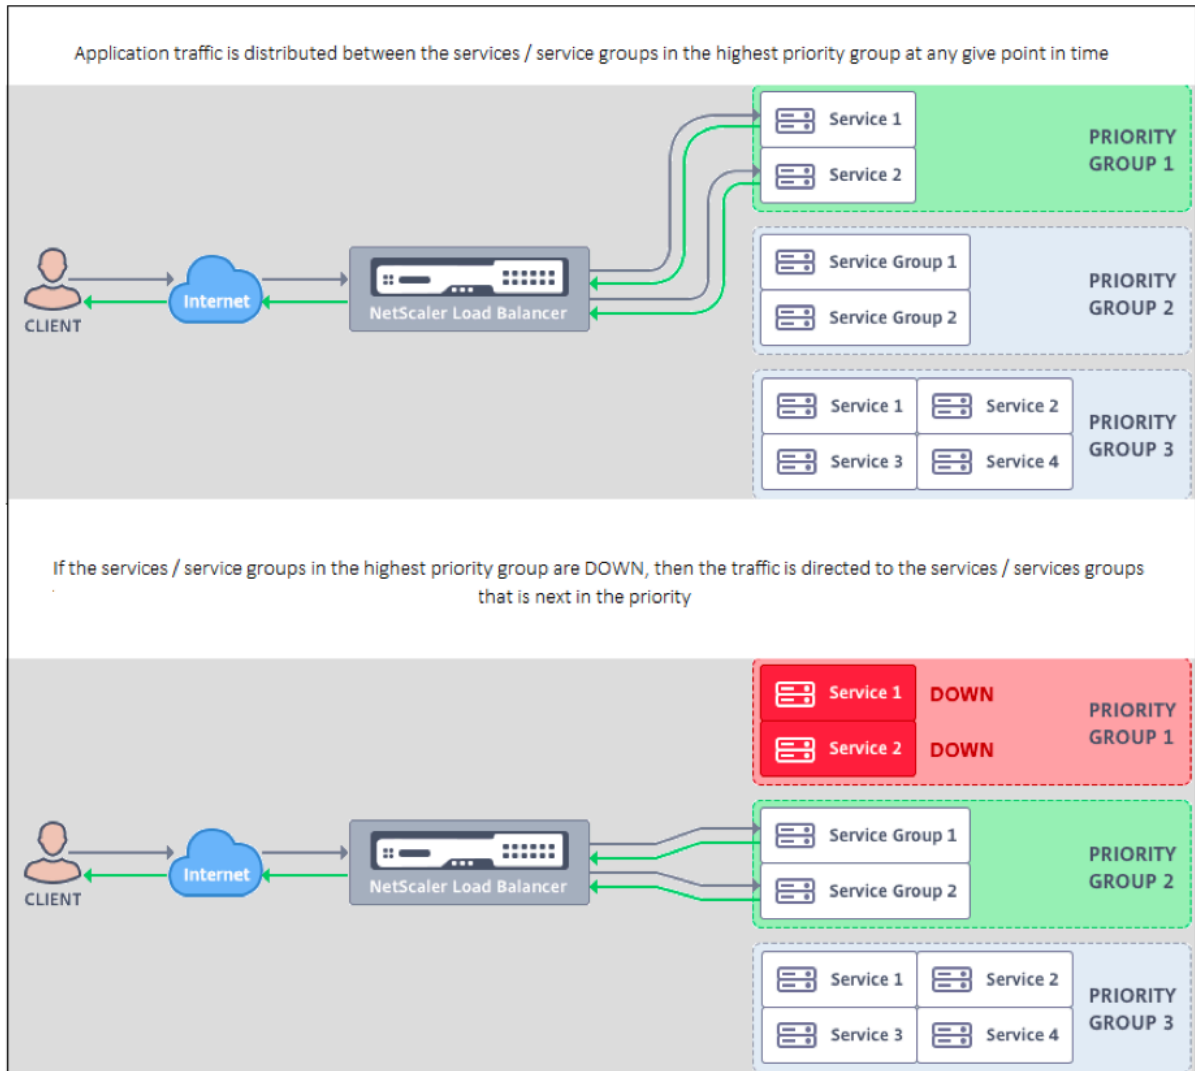 Application traffic is distributed between the services / service groups in the highest priority group at any give point in time
Service 1
Service 2
PRIORITY
GROUP 1
Service Group 1
Service Group 2
PRIORITY
GROUP 2
CLIENT
Internet
NetScaler Load Balancer
Service 1
Service 2
Service 3
Service 4
PRIORITY
GROUP 3
If the services / service groups in the highest priority group are DOWN, then the traffic is directed to the services / services groups
that is next in the priority
Service 1
DOWN
Service 2
DOWN
PRIORITY
GROUP 1
Service Group 1
Service Group 2
PRIORITY
GROUP 2
CLIENT
Internet
NetScaler Load Balancer
Service 1
Service 2
Service 3
Service 4
PRIORITY
GROUP 3